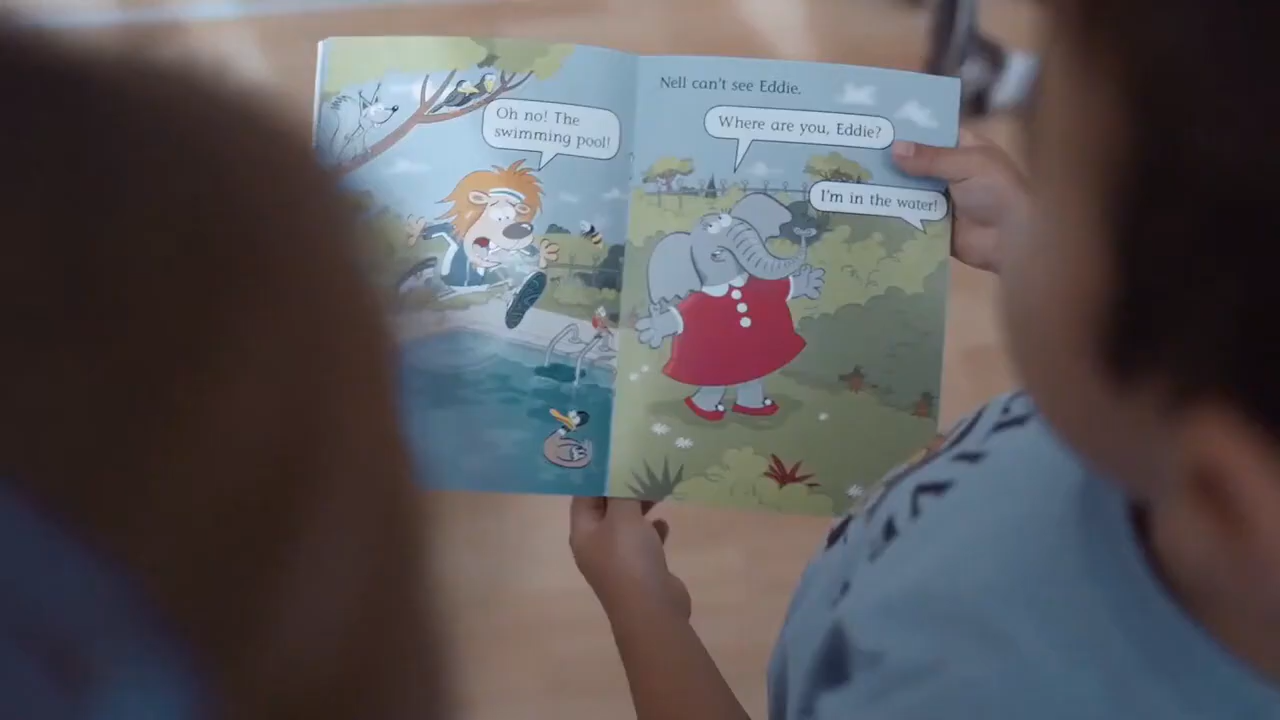 Oh no! The
swimming pool!
Nell can't see Eddie.
Where are you, Eddie?
I'm in the water!